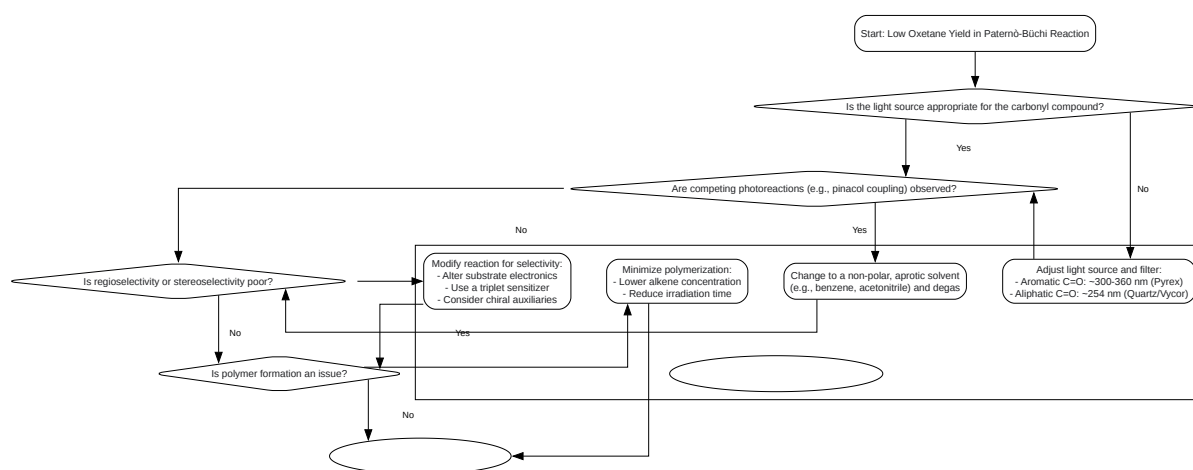 Start: Low Oxetane Yield in Paternò-Büchi Reaction
Is the light source appropriate for the carbonyl compound?
Yes
No
Are competing photoreactions (e.g., pinacol coupling) observed?
No
Yes
Is regioselectivity or stereoselectivity poor?
Modify reaction for selectivity:
- Alter substrate electronics
- Use a triplet sensitizer
- Consider chiral auxiliaries
Minimize polymerization:
- Lower alkene concentration
- Reduce irradiation time
Change to a non-polar, aprotic solvent
(e.g., benzene, acetonitrile) and degas
Adjust light source and filter:
- Aromatic C=O: ~300-360 nm (Pyrex)
- Aliphatic C=O: ~254 nm (Quartz/Vycor)
No
Yes
Is polymer formation an issue?
No